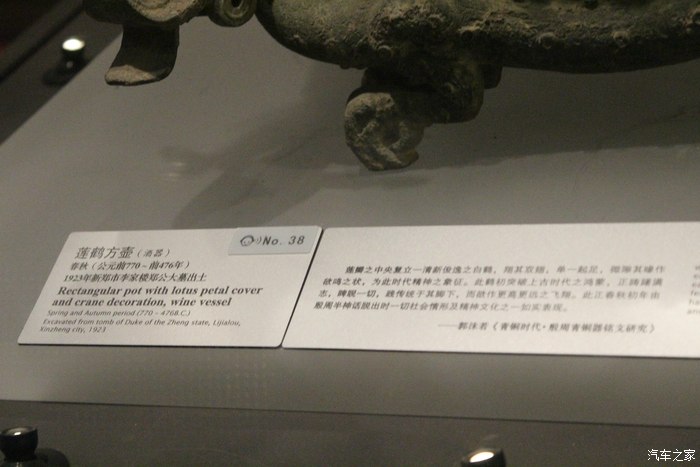 No. 38
莲鹤方壶（酒器）
春秋（公元前770－前476年）
1923年新郑市李家楼郑公大墓出土
Rectangular pot with lotus petal cover
and crane decoration, wine vessel
Spring and Autumn period (770 - 476B.C.)
Excavated from tomb of Duke of the Zheng state, Lijialou,
Xinzheng city, 1923
莲瓣之中央复立一清新俊逸之白鹤，翔其双翅，单一起足，微隙其喙作
欲鸣之状，为此时代精神之象征。此鹤初突破上古时代之鸿蒙，正踌躇满
志，睥睨一切，践传统于其脚下，而欲作更高更远之飞翔。此正春秋初年由
殷周半神话脱出时一切社会情形及精神文化之一如实表现。
——郭沫若《青铜时代·殷周青铜器铭文研究》
汽车之家